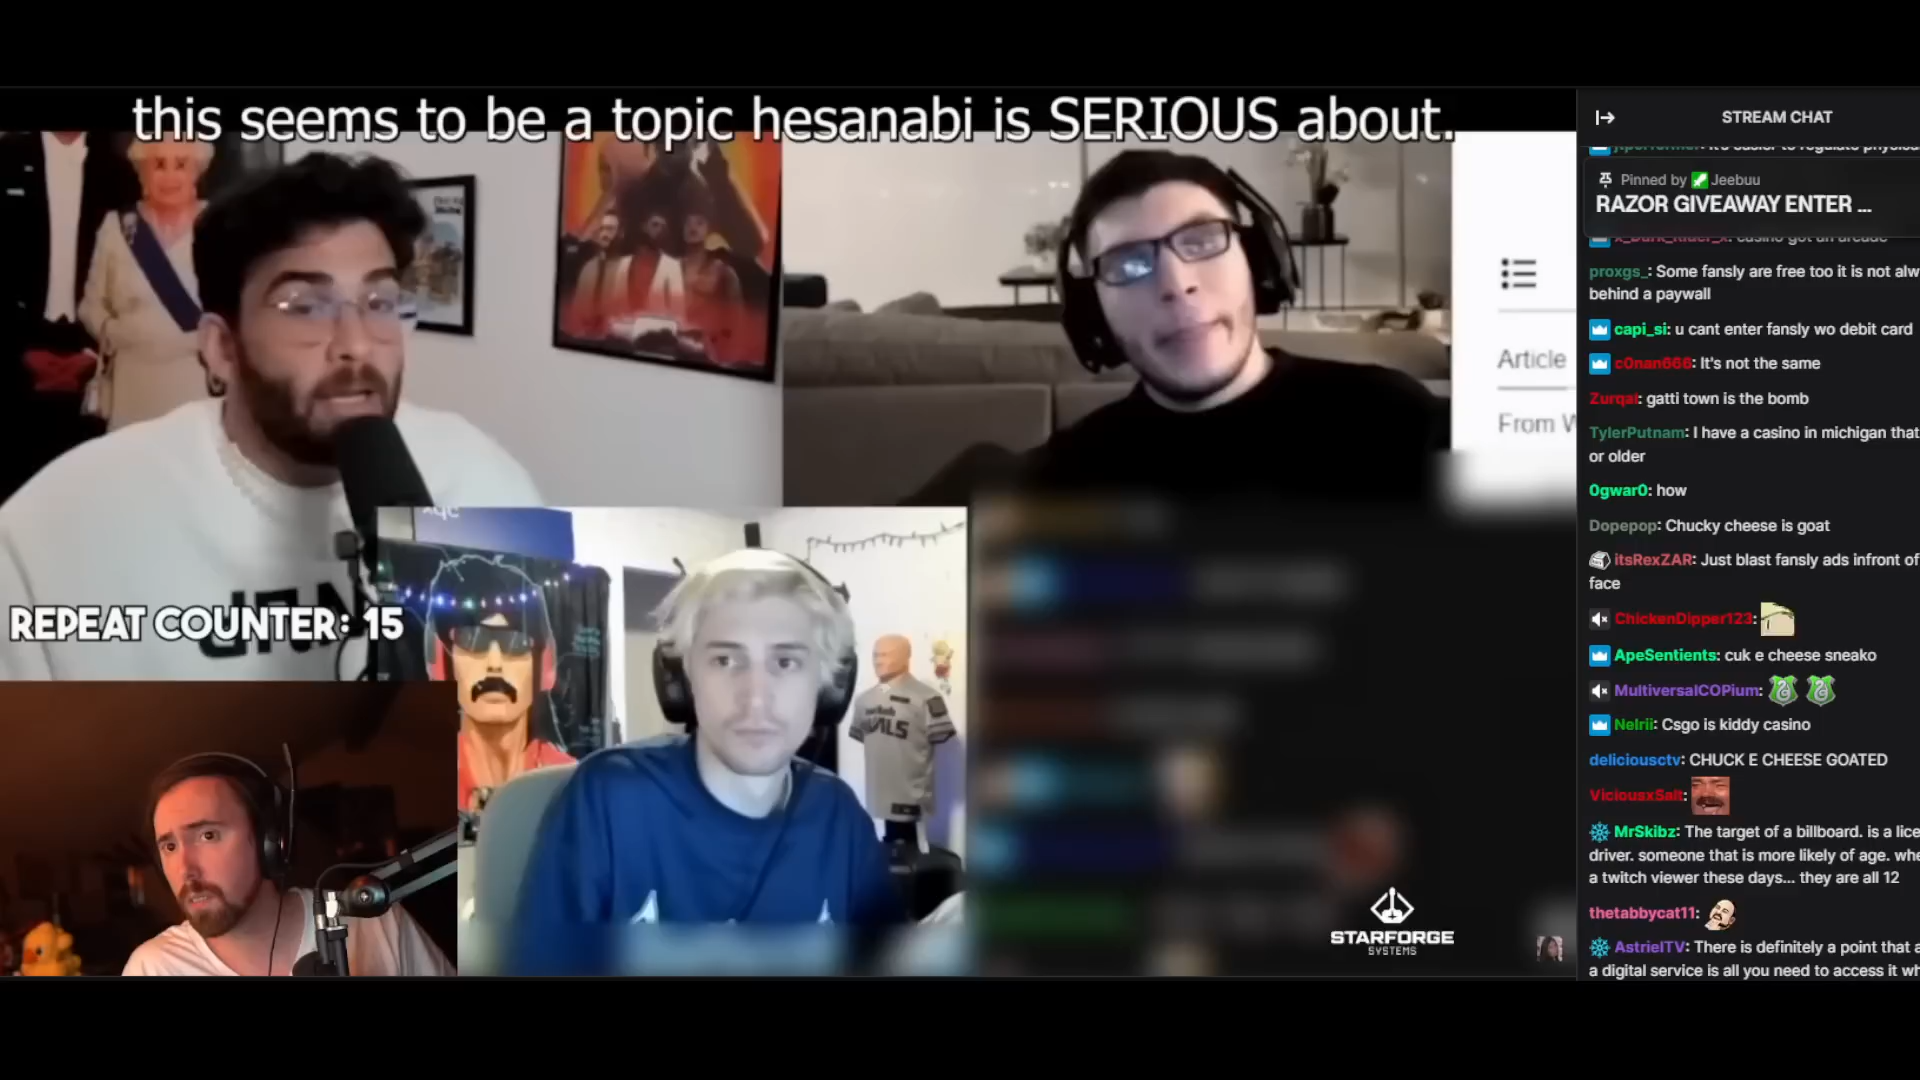 this seems to be a topic hesanabi is SERIOUS about.
REPEAT COUNTER: 15
xqc
Article
From W
STARFORGE
SYSTEMS
STREAM CHAT
Pinned by Jeebuu
RAZOR GIVEAWAY ENTER ...
casino got an arcade
proxgs_: Some fansly are free too it is not alw
behind a paywall
capi_si: u cant enter fansly wo debit card
c0nan666: It's not the same
Zurqai: gatti town is the bomb
TylerPutnam: I have a casino in michigan that
or older
0gwar0: how
Dopepop: Chucky cheese is goat
itsRexZAR: Just blast fansly ads infront of
face
ChickenDipper123:
ApeSentients: cuk e cheese sneako
MultiversalCOPium:
Nelrii: Csgo is kiddy casino
deliciousctv: CHUCK E CHEESE GOATED
ViciousxSalt:
MrSkibz: The target of a billboard. is a lice
driver. someone that is more likely of age. whe
a twitch viewer these days... they are all 12
thetabbycat11:
AstrielTV: There is definitely a point that a
a digital service is all you need to access it wh